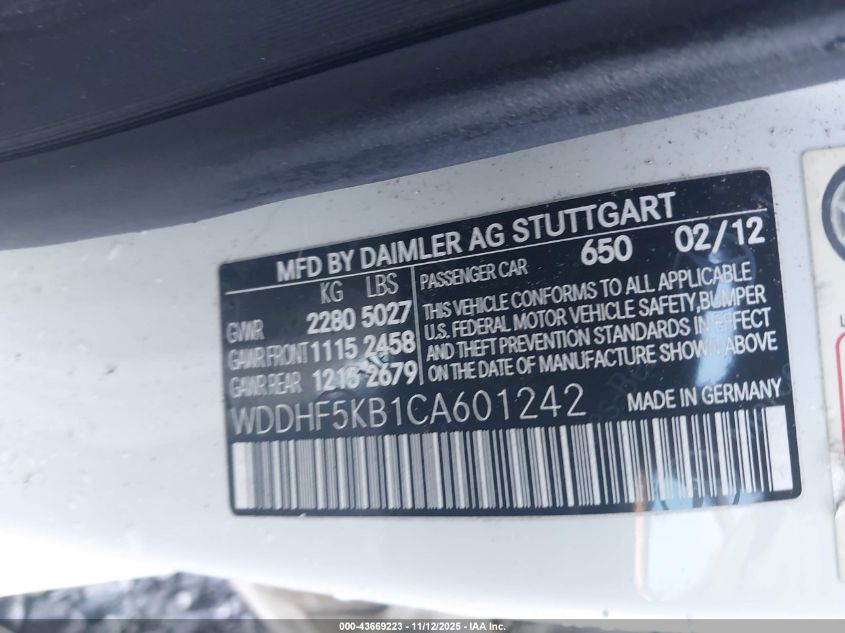 MFD BY DAIMLER AG STUTTGART
KG LBS
PASSENGER CAR 650 02/12
GVWR 2280 5027
GAWR FRONT 1115 2458
GAWR REAR 1215 2679
THIS VEHICLE CONFORMS TO ALL APPLICABLE
U.S. FEDERAL MOTOR VEHICLE SAFETY, BUMPER
AND THEFT PREVENTION STANDARDS IN EFFECT
ON THE DATE OF MANUFACTURE SHOWN ABOVE
WDDHF5KB1CA601242
MADE IN GERMANY
000-43669223 - 11/12/2025 - IAA Inc.